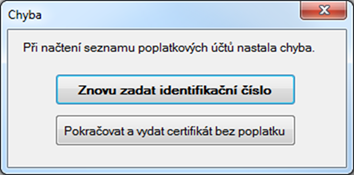 Chyba
Při načtení seznamu poplatkových účtů nastala chyba.
Znovu zadat identifikační číslo
Pokračovat a vydat certifikát bez poplatku